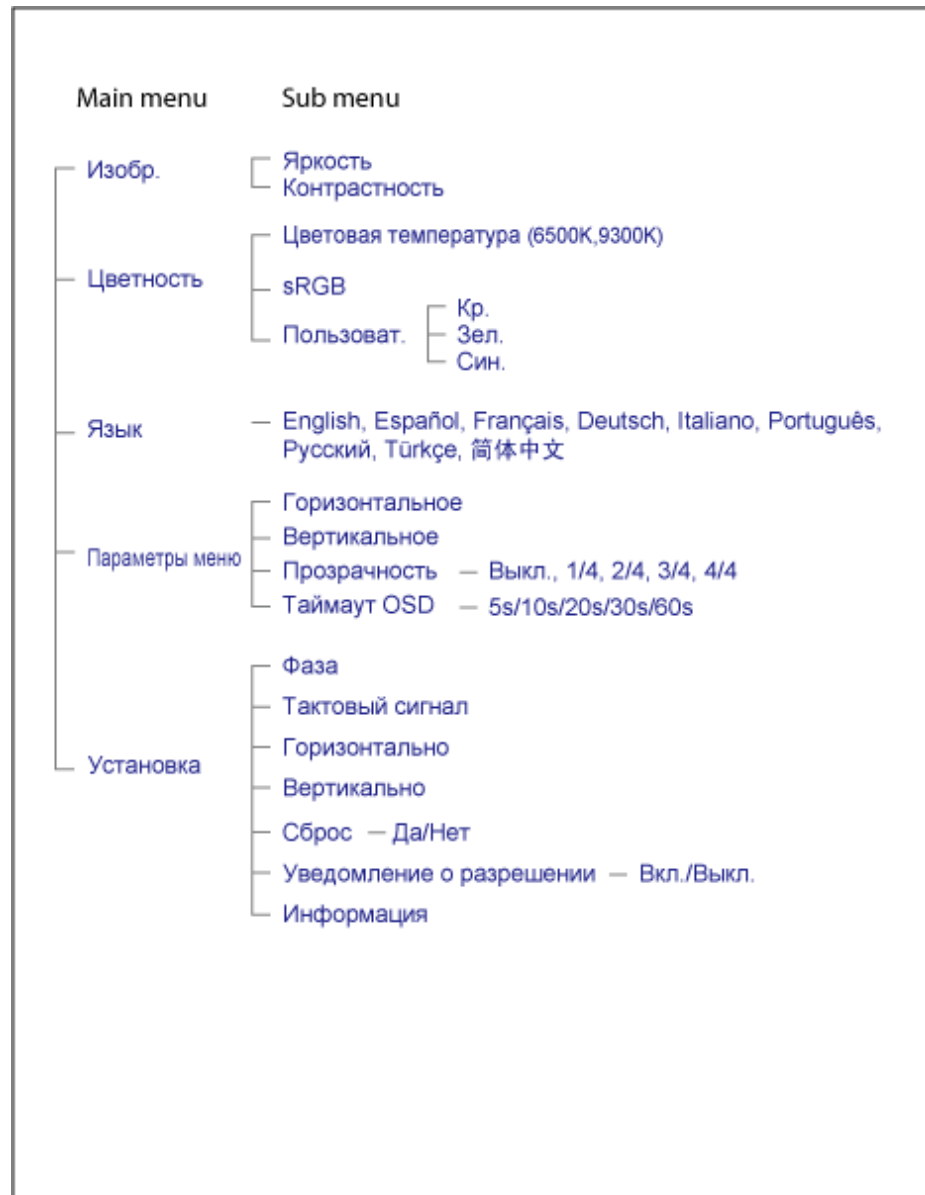 Main menu Sub menu
Изобр.
Яркость
Контрастность
Цветность
Цветовая температура (6500K,9300K)
sRGB
Пользоват.
Кр.
Зел.
Син.
Язык
English, Español, Français, Deutsch, Italiano, Português,
Русский, Türkçe, 简体中文
Параметры меню
Горизонтальное
Вертикальное
Прозрачность — Выкл., 1/4, 2/4, 3/4, 4/4
Таймаут OSD — 5s/10s/20s/30s/60s
Установка
Фаза
Тактовый сигнал
Горизонтально
Вертикально
Сброс — Да/Нет
Уведомление о разрешении — Вкл./Выкл.
Информация